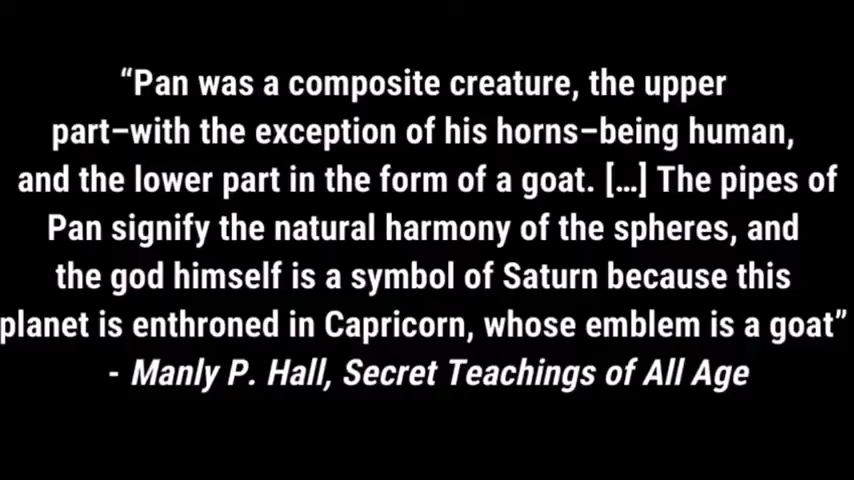 “Pan was a composite creature, the upper
part–with the exception of his horns–being human,
and the lower part in the form of a goat. [...] The pipes of
Pan signify the natural harmony of the spheres, and
the god himself is a symbol of Saturn because this
planet is enthroned in Capricorn, whose emblem is a goat”
- Manly P. Hall, Secret Teachings of All Age